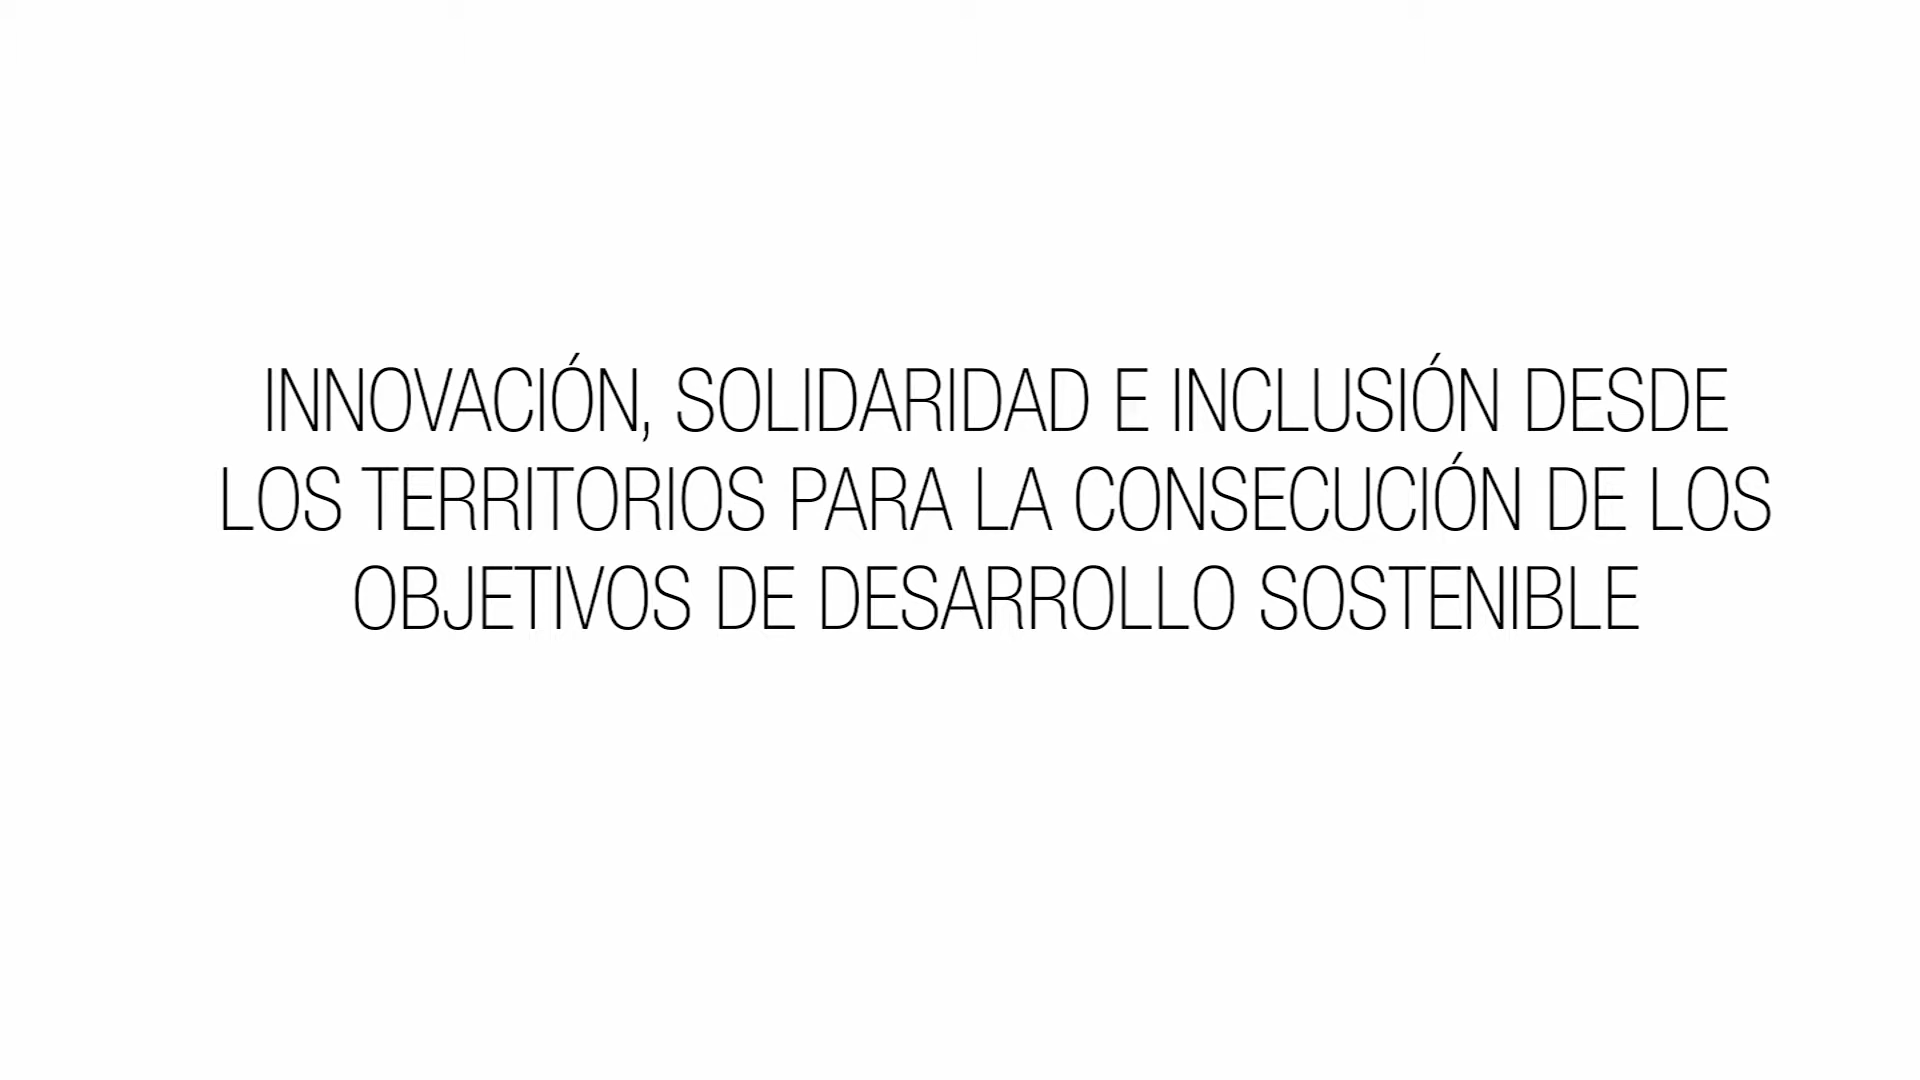 INNOVACIÓN, SOLIDARIDAD E INCLUSIÓN DESDE
LOS TERRITORIOS PARA LA CONSECUCIÓN DE LOS
OBJETIVOS DE DESARROLLO SOSTENIBLE